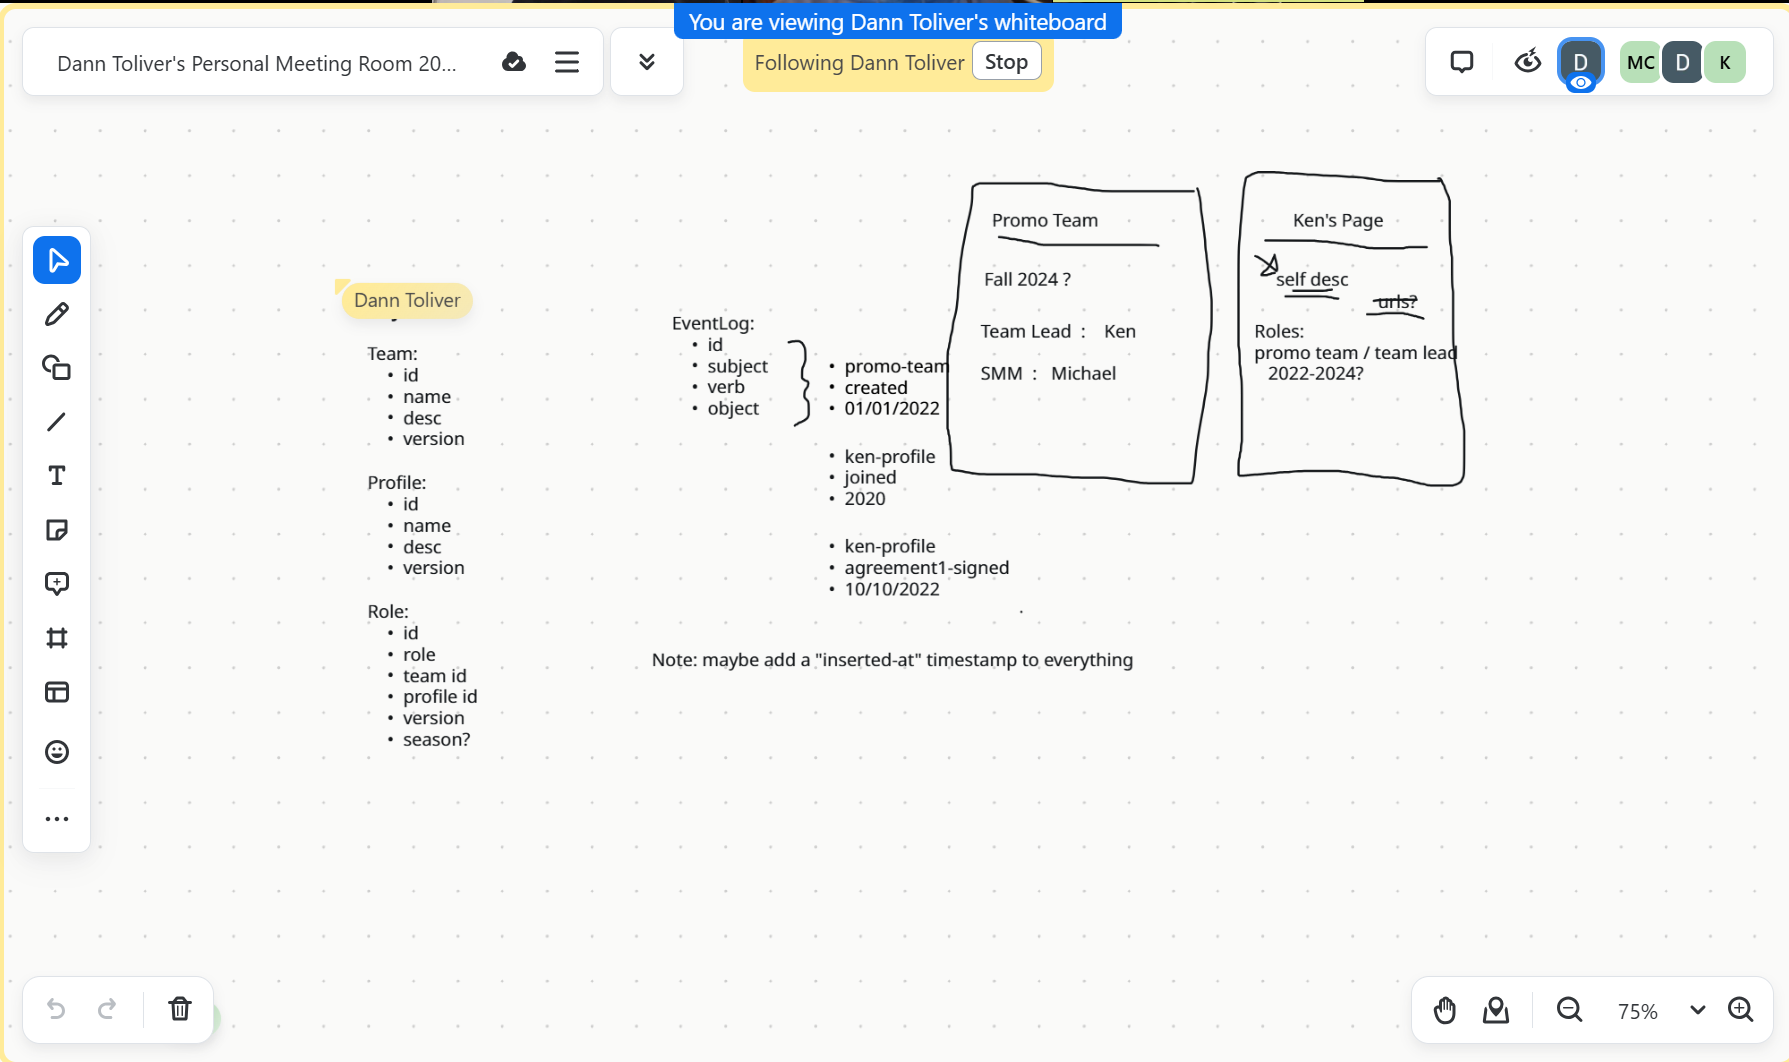 You are viewing Dann Toliver's whiteboard
Dann Toliver's Personal Meeting Room 20...
Following Dann Toliver Stop
D
MC
D
K
Dann Toliver
Team:
• id
• name
• desc
• version
Profile:
• id
• name
• desc
• version
Role:
• id
• role
• team id
• profile id
• version
• season?
EventLog:
• id
• subject
• verb
• object
• promo-team
• created
• 01/01/2022
• ken-profile
• joined
• 2020
• ken-profile
• agreement1-signed
• 10/10/2022
Note: maybe add a "inserted-at" timestamp to everything
Promo Team
Fall 2024 ?
Team Lead : Ken
SMM : Michael
Ken's Page
self desc
urls?
Roles:
promo team / team lead
2022-2024?
75%